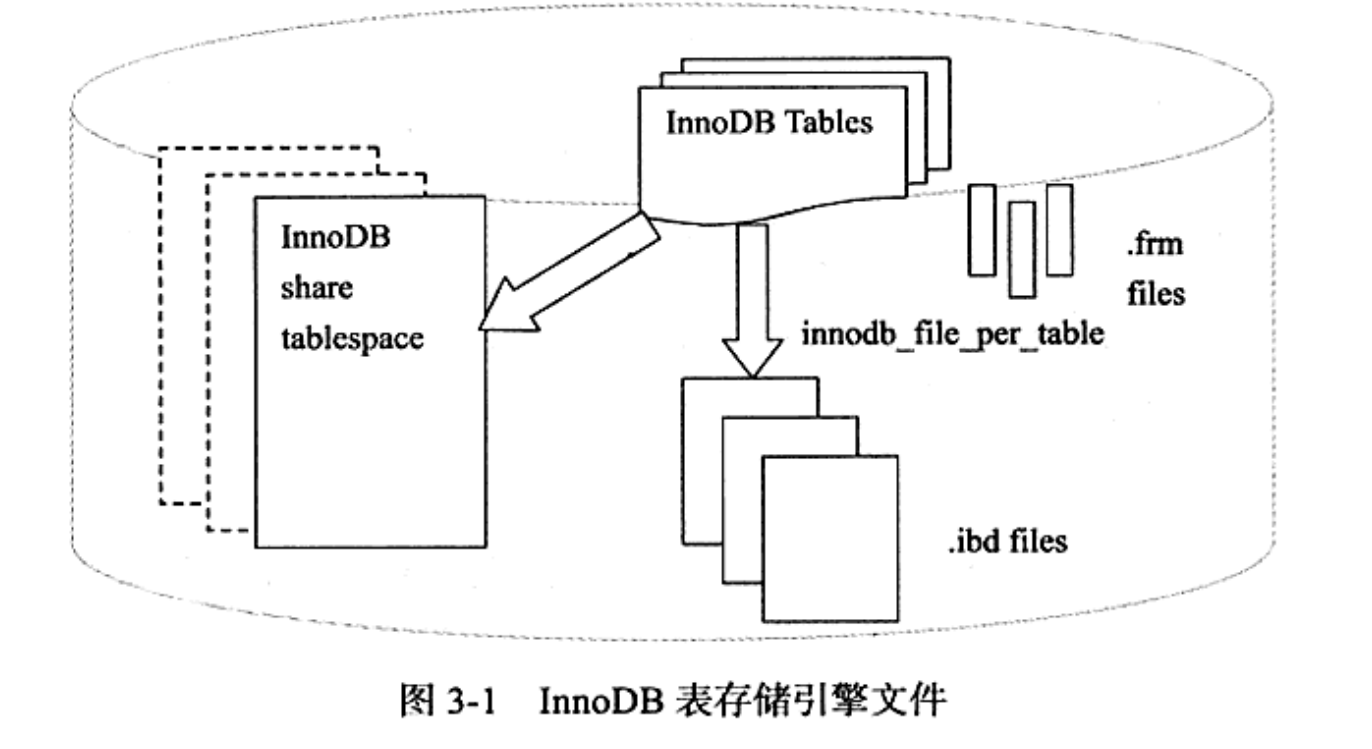 InnoDB Tables
InnoDB
share
tablespace
.frm
files
innodb_file_per_table
.ibd files
图 3-1 InnoDB 表存储引擎文件